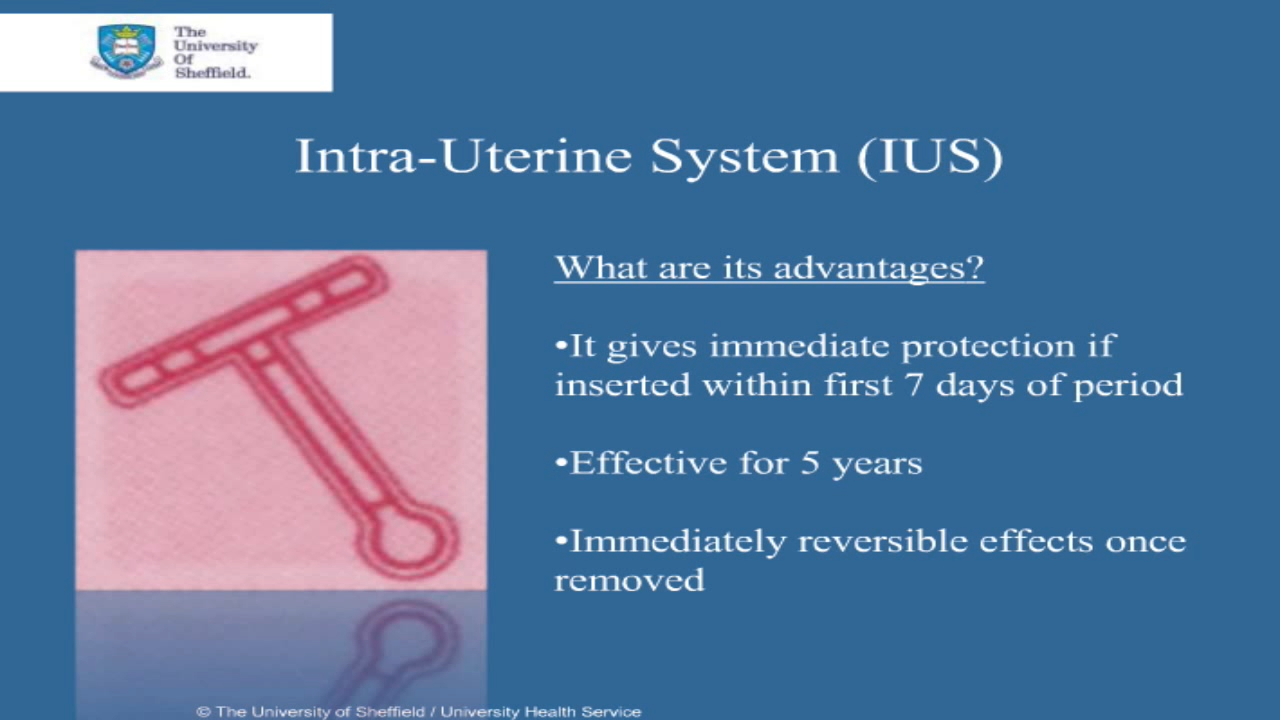 The
University
Of
Sheffield.
Intra-Uterine System (IUS)
What are its advantages?
•It gives immediate protection if
inserted within first 7 days of period
•Effective for 5 years
•Immediately reversible effects once
removed
© The University of Sheffield / University Health Service